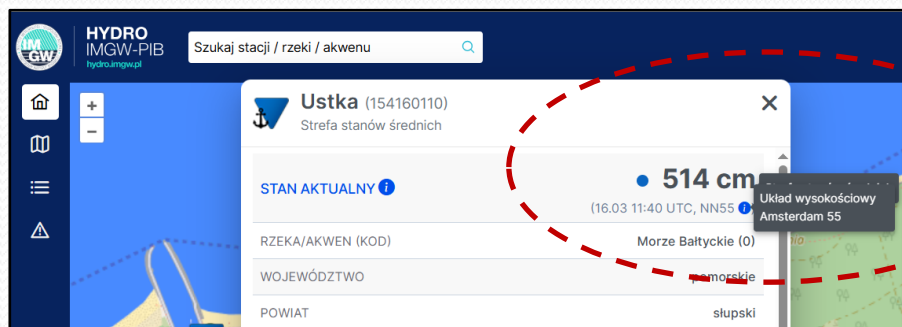 IM
GW
HYDRO
IMGW-PIB
hydro.imgw.pl
Szukaj stacji / rzeki / akwenu
+
−
Ustka (154160110)
Strefa stanów średnich
STAN AKTUALNY i
514 cm
(16.03 11:40 UTC, NN55 i)
Układ wysokościowy
Amsterdam 55
RZEKA/AKWEN (KOD) Morze Bałtyckie (0)
WOJEWÓDZTWO pomorskie
POWIAT słupski